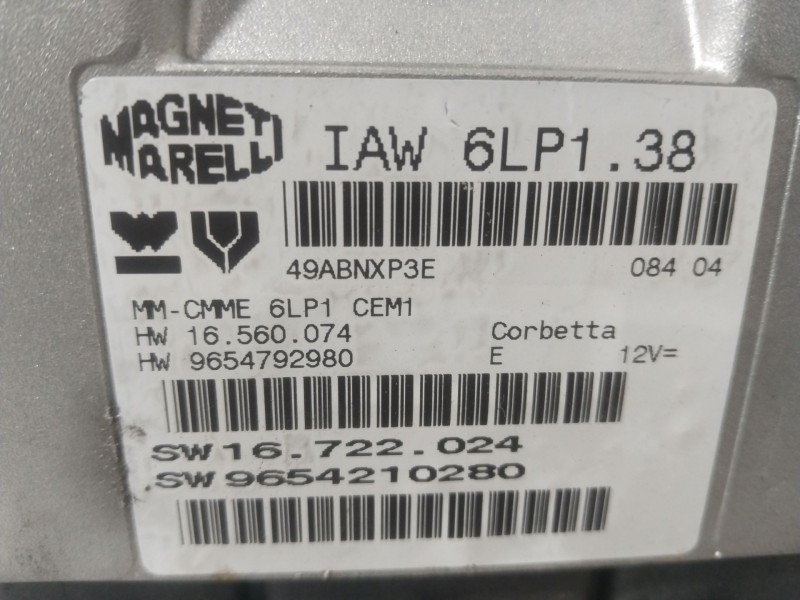 MAGNETI MARELLI
IAW 6LP1.38
49ABNXP3E 084 04
MM-CMME 6LP1 CEM1
HW 16.560.074 Corbetta
HW 9654792980 E 12V=
SW 16.722.024
SW 9654210280